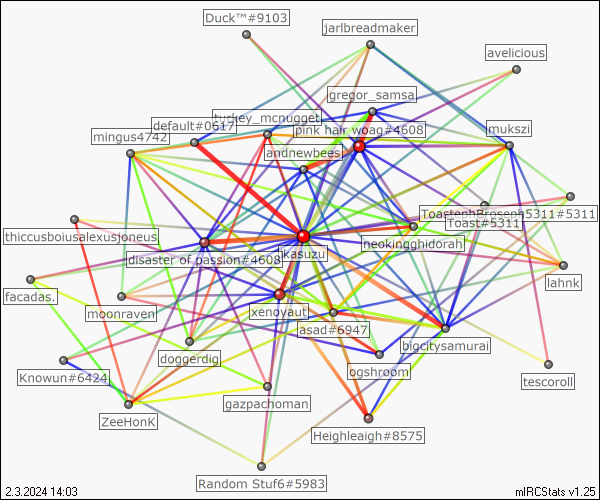 Duck™#9103
jarlbreadmaker
avelicious
gregor_samsa
turkey_mcnugget
default#0617
pink hair woag#4608
mukszi
mingus4742
andnewbees
ToastephBroseph5311#5311
Toast#5311
thiccusboiusalexusjoneus
neokingghidorah
kasuzu
disaster of passion#4608
lahnk
facadas.
moonraven
xenoyaut
asad#6947
bigcitysamurai
doggerdig
ogshroom
Knowun#6424
tescoroll
gazpachoman
ZeeHonK
Heighleaigh#8575
Random Stuf6#5983
2.3.2024 14:03
mIRCStats v1.25